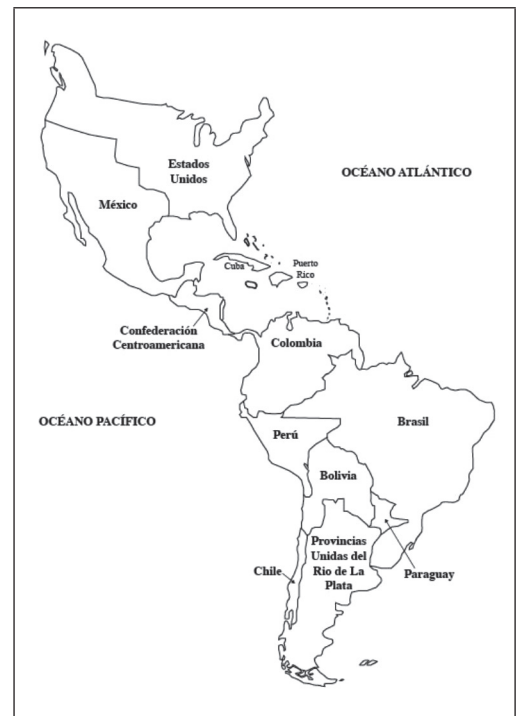 Estados
Unidos
OCÉANO ATLÁNTICO
México
Cuba
Puerto
Rico
Confederación
Centroamericana
Colombia
OCÉANO PACÍFICO
Brasil
Perú
Bolivia
Provincias
Unidas del
Rio de La
Plata
Chile
Paraguay